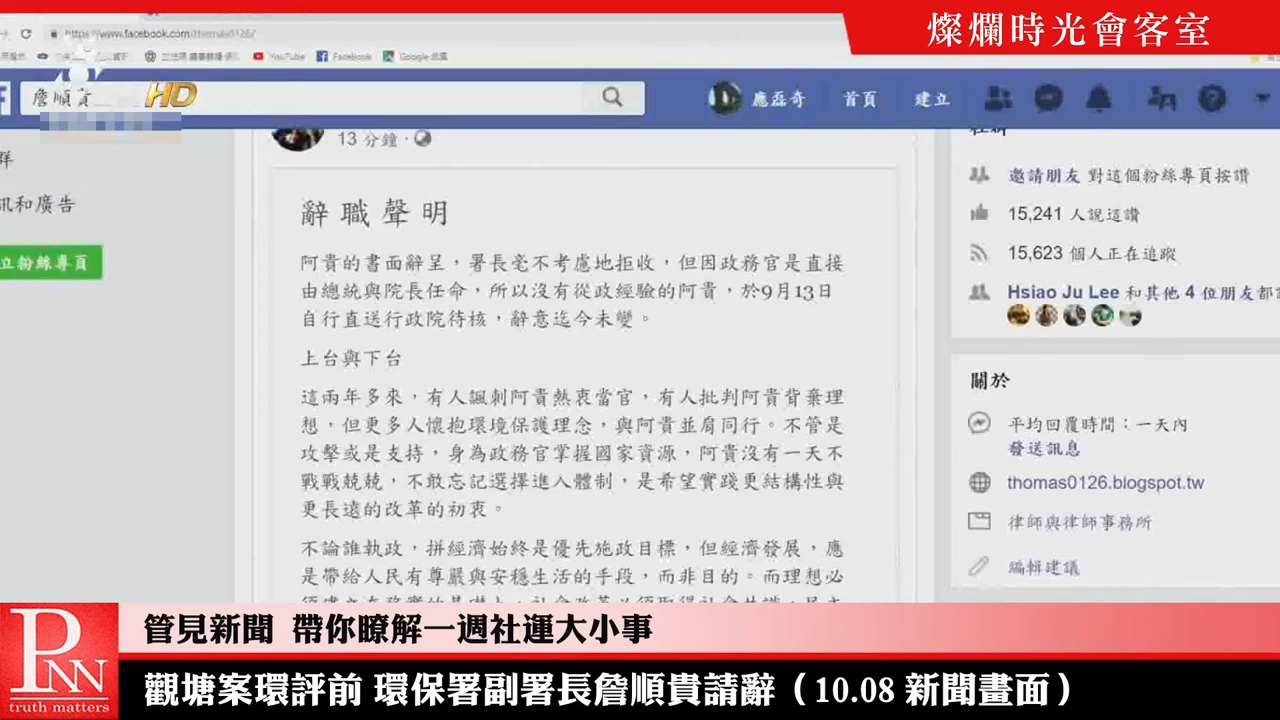 燦爛時光會客室
https://www.facebook.com/thomas0126/
YouTube
Facebook
詹順貴
HD
應磊奇 首頁 建立
13 分鐘
群
訊和廣告
立粉絲專頁
辭職聲明
阿貴的書面辭呈，署長毫不考慮地拒收，但因政務官是直接
由總統與院長任命，所以沒有從政經驗的阿貴，於9月13日
自行直送行政院待核，辭意迄今未變。
上台與下台
這兩年多來，有人諷刺阿貴熱衷當官，有人批判阿貴背棄理
想，但更多人懷抱環境保護理念，與阿貴並肩同行。不管是
攻擊或是支持，身為政務官掌握國家資源，阿貴沒有一天不
戰戰兢兢，不敢忘記選擇進入體制，是希望實踐更結構性與
更長遠的改革的初衷。
不論誰執政，拼經濟始終是優先施政目標，但經濟發展，應
是帶給人民有尊嚴與安穩生活的手段，而非目的。而理想必
社群
邀請朋友 對這個粉絲專頁按讚
15,241 人說這讚
15,623 個人正在追蹤
Hsiao Ju Lee 和其他 4 位朋友都
關於
平均回覆時間：一天內
發送訊息
thomas0126.blogspot.tw
律師與律師事務所
編輯建議
管見新聞 帶你瞭解一週社運大小事
PNN
truth matters
觀塘案環評前 環保署副署長詹順貴請辭（10.08 新聞畫面）